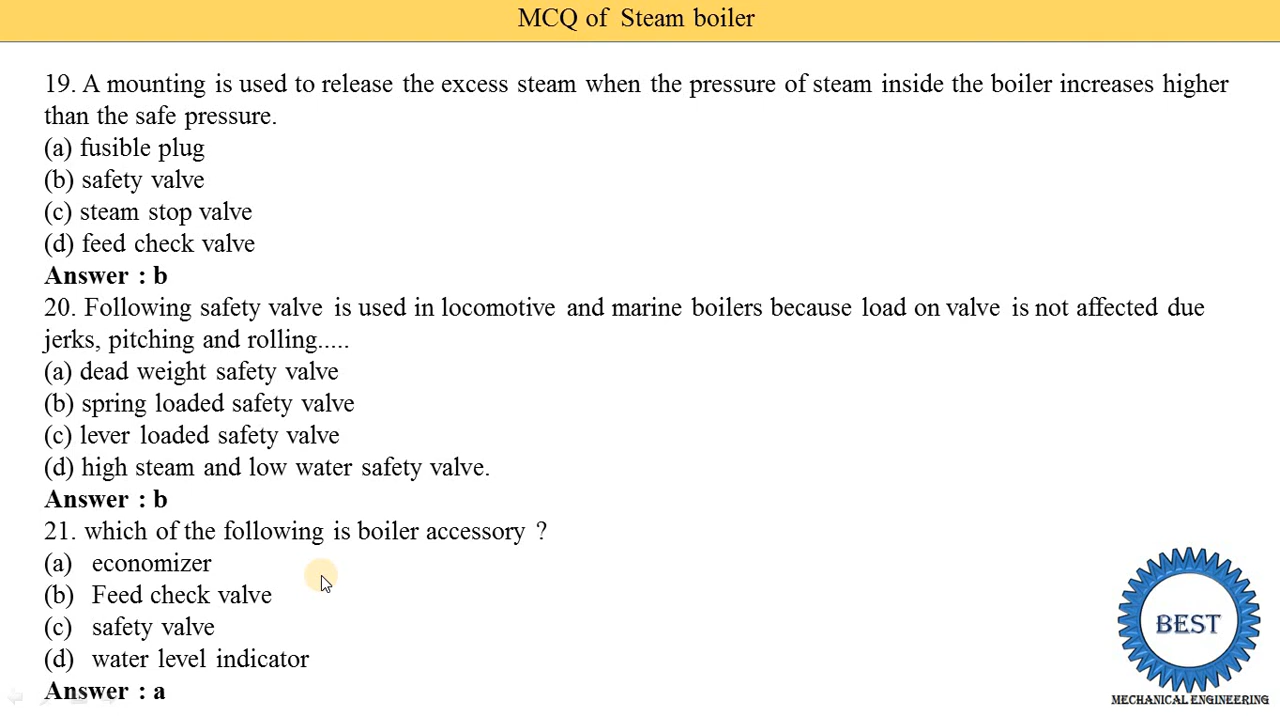 MCQ of Steam boiler
19. A mounting is used to release the excess steam when the pressure of steam inside the boiler increases higher
than the safe pressure.
(a) fusible plug
(b) safety valve
(c) steam stop valve
(d) feed check valve
Answer : b
20. Following safety valve is used in locomotive and marine boilers because load on valve is not affected due
jerks, pitching and rolling.....
(a) dead weight safety valve
(b) spring loaded safety valve
(c) lever loaded safety valve
(d) high steam and low water safety valve.
Answer : b
21. which of the following is boiler accessory ?
(a) economizer
(b) Feed check valve
(c) safety valve
(d) water level indicator
Answer : a
BEST
MECHANICAL ENGINEERING